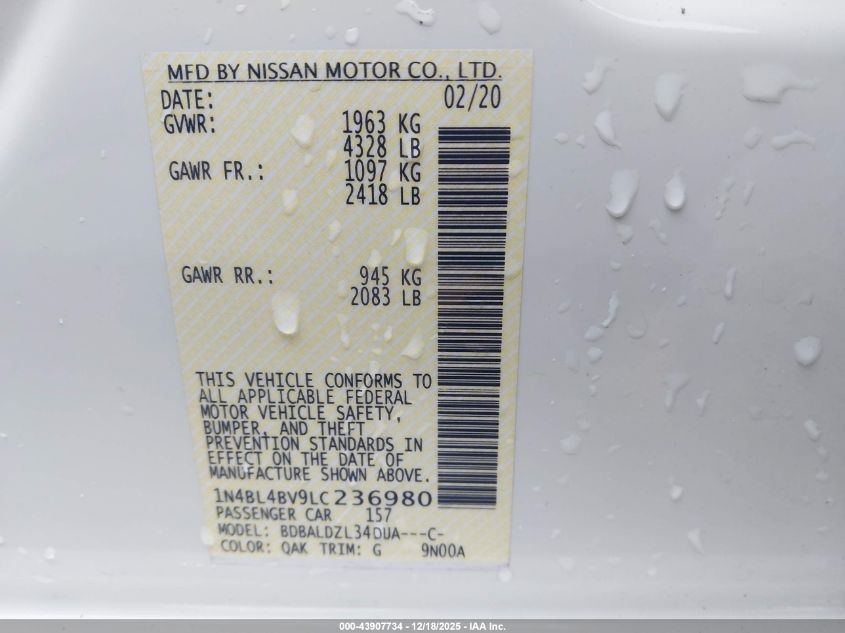 MFD BY NISSAN MOTOR CO., LTD.
DATE: 02/20
GVWR: 1963 KG
4328 LB
GAWR FR.: 1097 KG
2418 LB
GAWR RR.: 945 KG
2083 LB
THIS VEHICLE CONFORMS TO
ALL APPLICABLE FEDERAL
MOTOR VEHICLE SAFETY,
BUMPER, AND THEFT
PREVENTION STANDARDS IN
EFFECT ON THE DATE OF
MANUFACTURE SHOWN ABOVE.
1N4BL4BV9LC236980
PASSENGER CAR 157
MODEL: BDBALDZL34DUA---C-
COLOR: QAK TRIM: G 9N00A
000-43907734 - 12/18/2025 - IAA Inc.